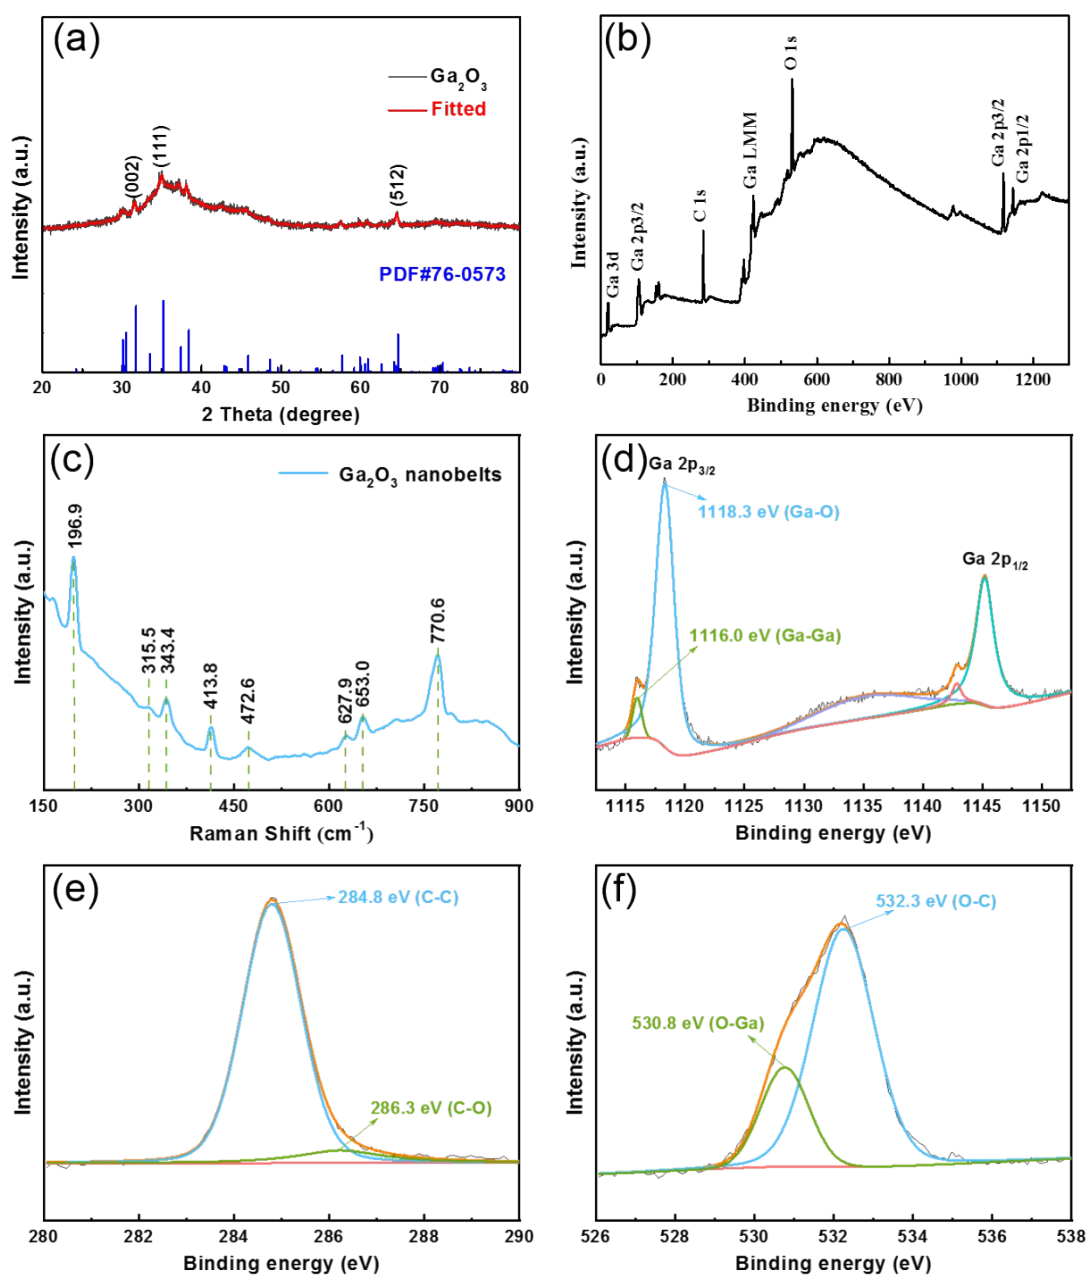 (a)
Ga₂O₃
Fitted
(002)
(111)
(512)
PDF#76-0573
Intensity (a.u.)
20 30 40 50 60 70 80
2 Theta (degree)
(b)
Ga 3d
Ga 2p3/2
C 1s
Ga LMM
O 1s
Ga 2p3/2
Ga 2p1/2
Intensity (a.u.)
0 200 400 600 800 1000 1200
Binding energy (eV)
(c)
Ga₂O₃ nanobelts
196.9
315.5
343.4
413.8
472.6
627.9
653.0
770.6
Intensity (a.u.)
150 300 450 600 750 900
Raman Shift (cm⁻¹)
(d)
Ga 2p₃/₂
1118.3 eV (Ga-O)
Ga 2p₁/₂
1116.0 eV (Ga-Ga)
Intensity (a.u.)
1115 1120 1125 1130 1135 1140 1145 1150
Binding energy (eV)
(e)
284.8 eV (C-C)
286.3 eV (C-O)
Intensity (a.u.)
280 282 284 286 288 290
Binding energy (eV)
(f)
532.3 eV (O-C)
530.8 eV (O-Ga)
Intensity (a.u.)
526 528 530 532 534 536 538
Binding energy (eV)